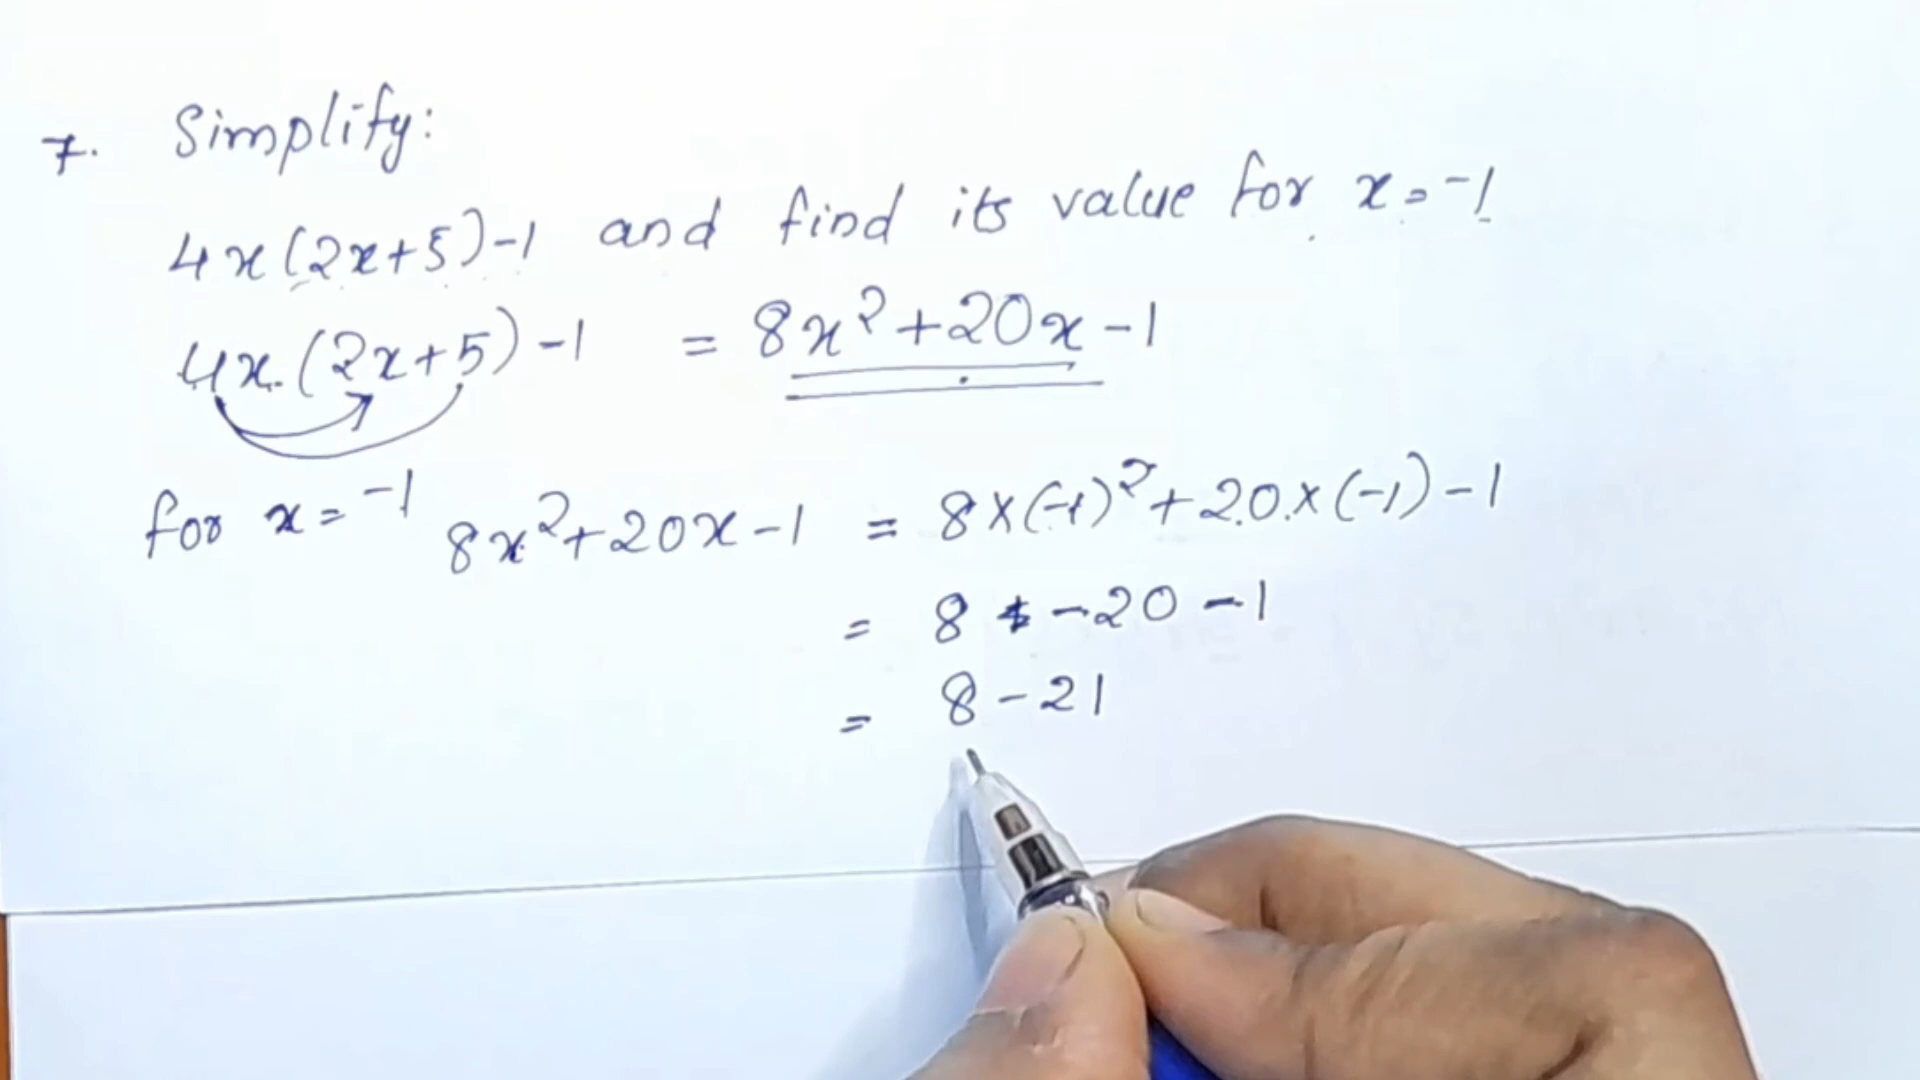 7. Simplify:
4x(2x+5)-1 and find its value for x=-1
4x.(2x+5)-1 = 8x²+20x-1
for x=-1 8x²+20x-1 = 8×(-1)²+20×(-1)-1
= 8 -20-1
= 8-21